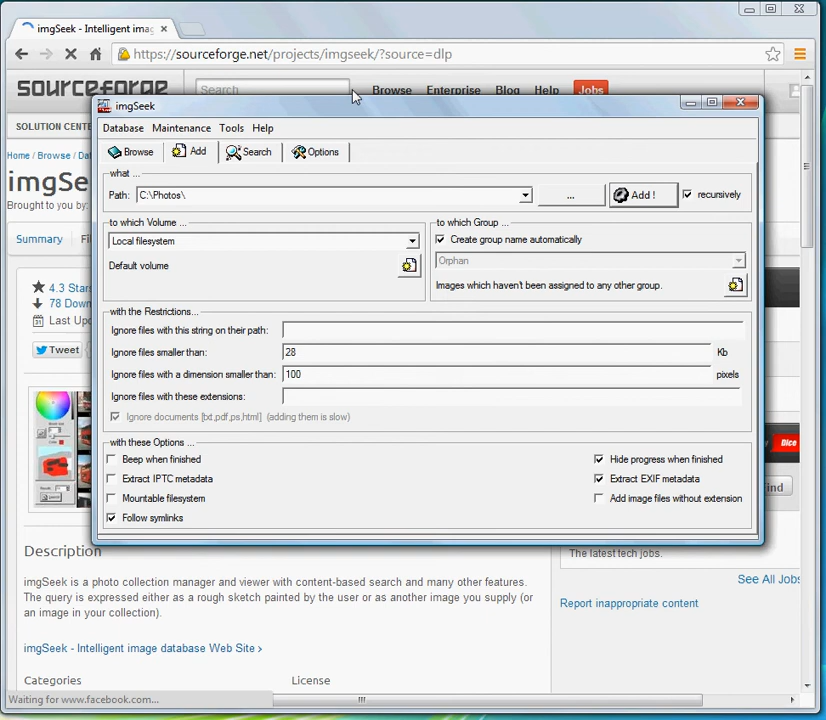 imgSeek - Intelligent imag
https://sourceforge.net/projects/imgseek/?source=dlp
sourceforge
Search
Browse Enterprise Blog Help Jobs
SOLUTION CENTE
Home / Browse /
imgSe
Brought to you by:
Summary
4.3 Stars
78 Down
Last Upd
Tweet
imgSeek
Database Maintenance Tools Help
Browse Add Search Options
what ...
Path: C:\Photos\ ... Add ! recursively
to which Volume ...
Local filesystem
Default volume
to which Group ...
Create group name automatically
Orphan
Images which haven't been assigned to any other group.
with the Restrictions...
Ignore files with this string on their path:
Ignore files smaller than: 28 Kb
Ignore files with a dimension smaller than: 100 pixels
Ignore files with these extensions:
Ignore documents [txt,pdf,ps,html] (adding them is slow)
with these Options ...
Beep when finished
Extract IPTC metadata
Mountable filesystem
Follow symlinks
Hide progress when finished
Extract EXIF metadata
Add image files without extension
Dice
ind
Description
imgSeek is a photo collection manager and viewer with content-based search and many other features.
The query is expressed either as a rough sketch painted by the user or as another image you supply (or
an image in your collection).
imgSeek - Intelligent image database Web Site ›
Categories
License
The latest tech jobs.
See All Jobs
Report inappropriate content
Waiting for www.facebook.com...